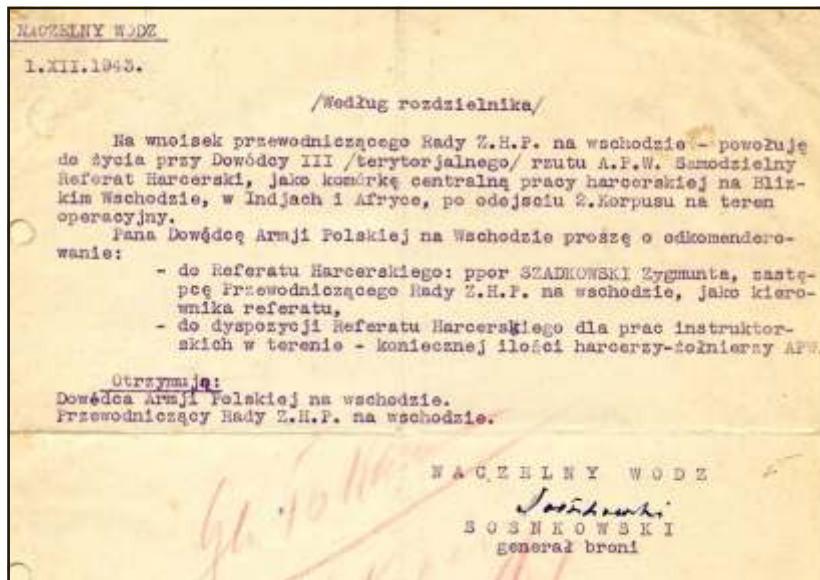 NACZELNY WODZ
1.XII.1943.
/Według rozdzielnika/
Na wnoisek przewodniczącego Rady Z.H.P. na wschodzie - powołuję
do życia przy Dowódcy III /terytorjalnego/ rzutu A.P.W. Samodzielny
Referat Harcerski, jako komórkę centralną pracy harcerskiej na Bliz-
kim Wschodzie, w Indjach i Afryce, po odejsciu 2.Korpusu na teren
operacyjny.
Pana Dowódcę Armji Polskiej na Wschodzie proszę o odkomendero-
wanie:
- do Referatu Harcerskiego: ppor SZADKOWSKI Zygmunta, zastę-
pcę Przewodniczącego Rady Z.H.P. na wschodzie, jako kiero-
wnika referatu,
- do dyspozycji Referatu Harcerskiego dla prac instruktor-
skich w terenie - koniecznej ilości harcerzy-żołnierzy APW.
Otrzymują:
Dowódca Armji Polskiej na wschodzie.
Przewodniczący Rady Z.H.P. na wschodzie.
NACZELNY WODZ
Sosnkowski
SOSNKOWSKI
generał broni